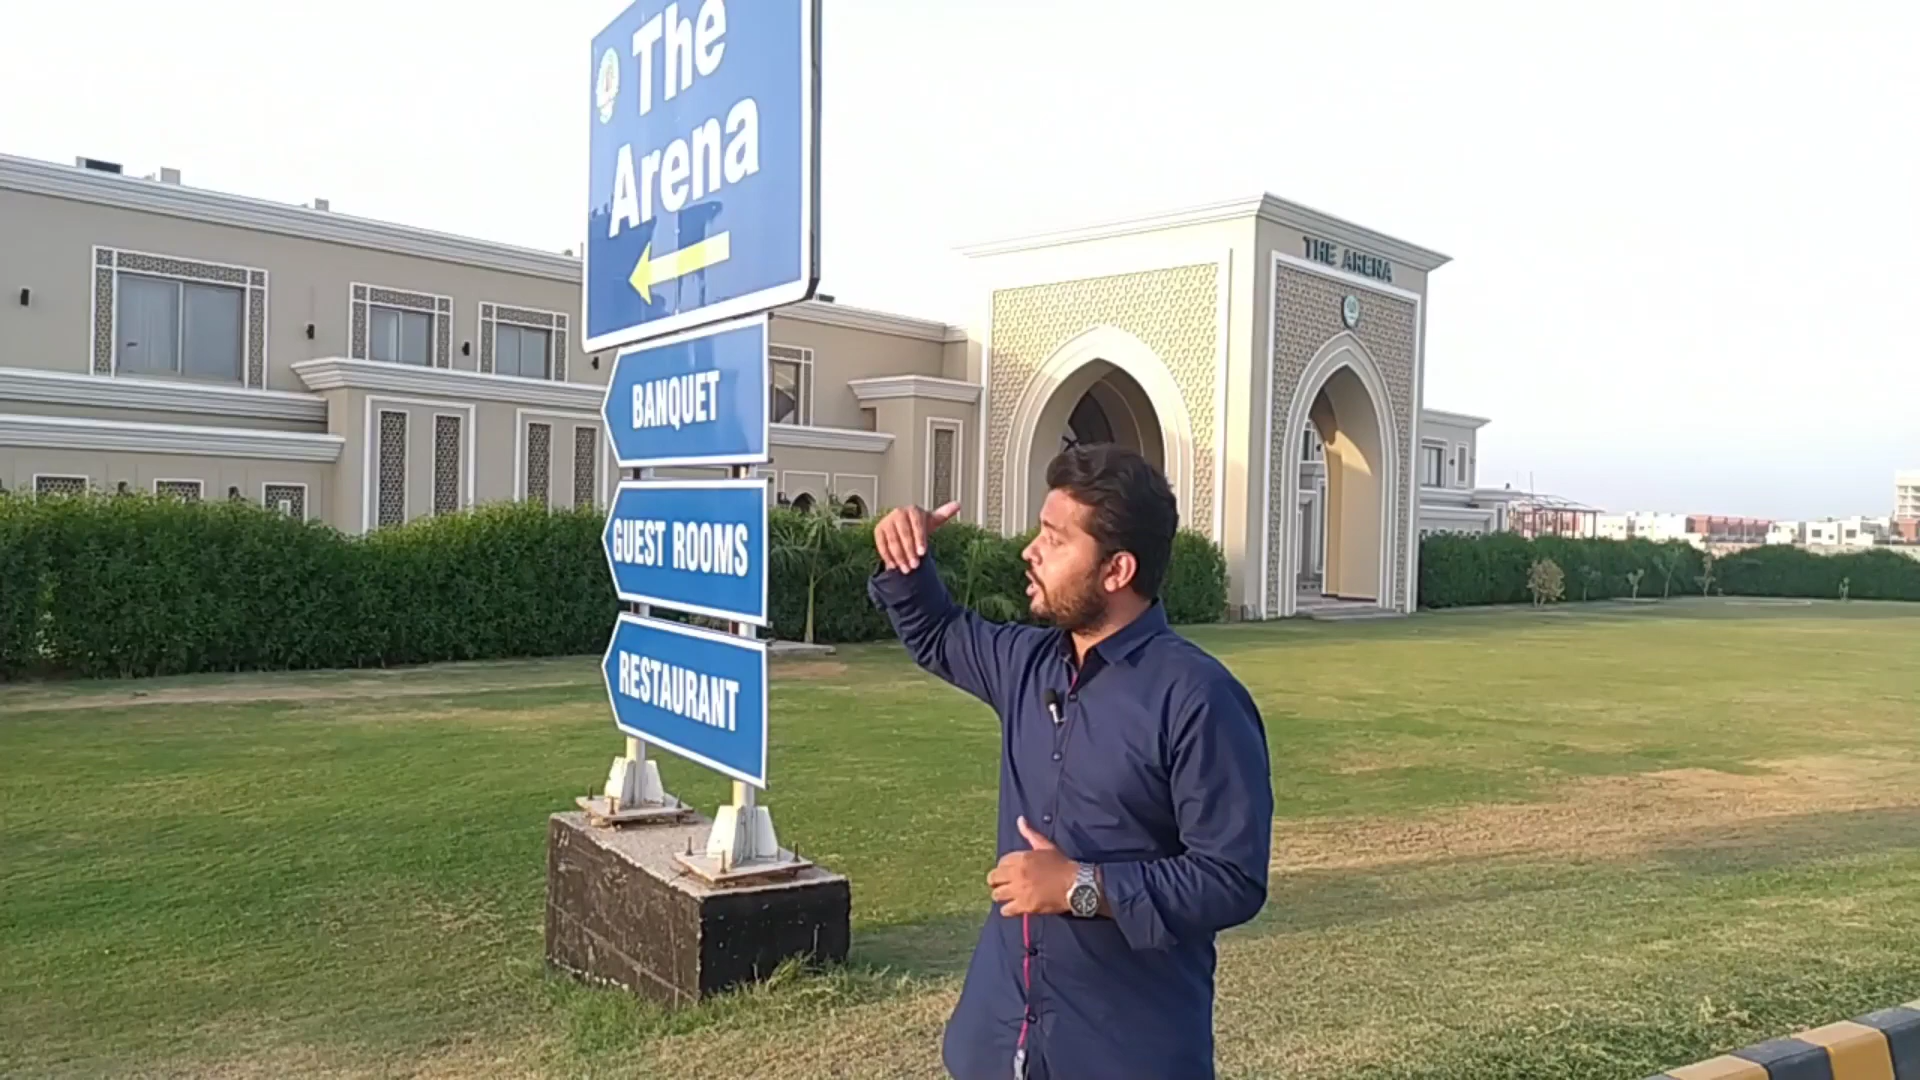 The
Arena
BANQUET
GUEST ROOMS
RESTAURANT
THE ARENA